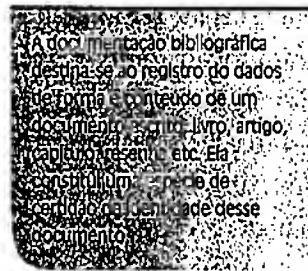 A documentação bibliográfica
destina-se ao registro do dados
de forma e conteúdo de um
documento escrito: livro, artigo,
capítulo, resenha etc. Ela
constitui uma espécie de
certidão de identidade desse
documento.